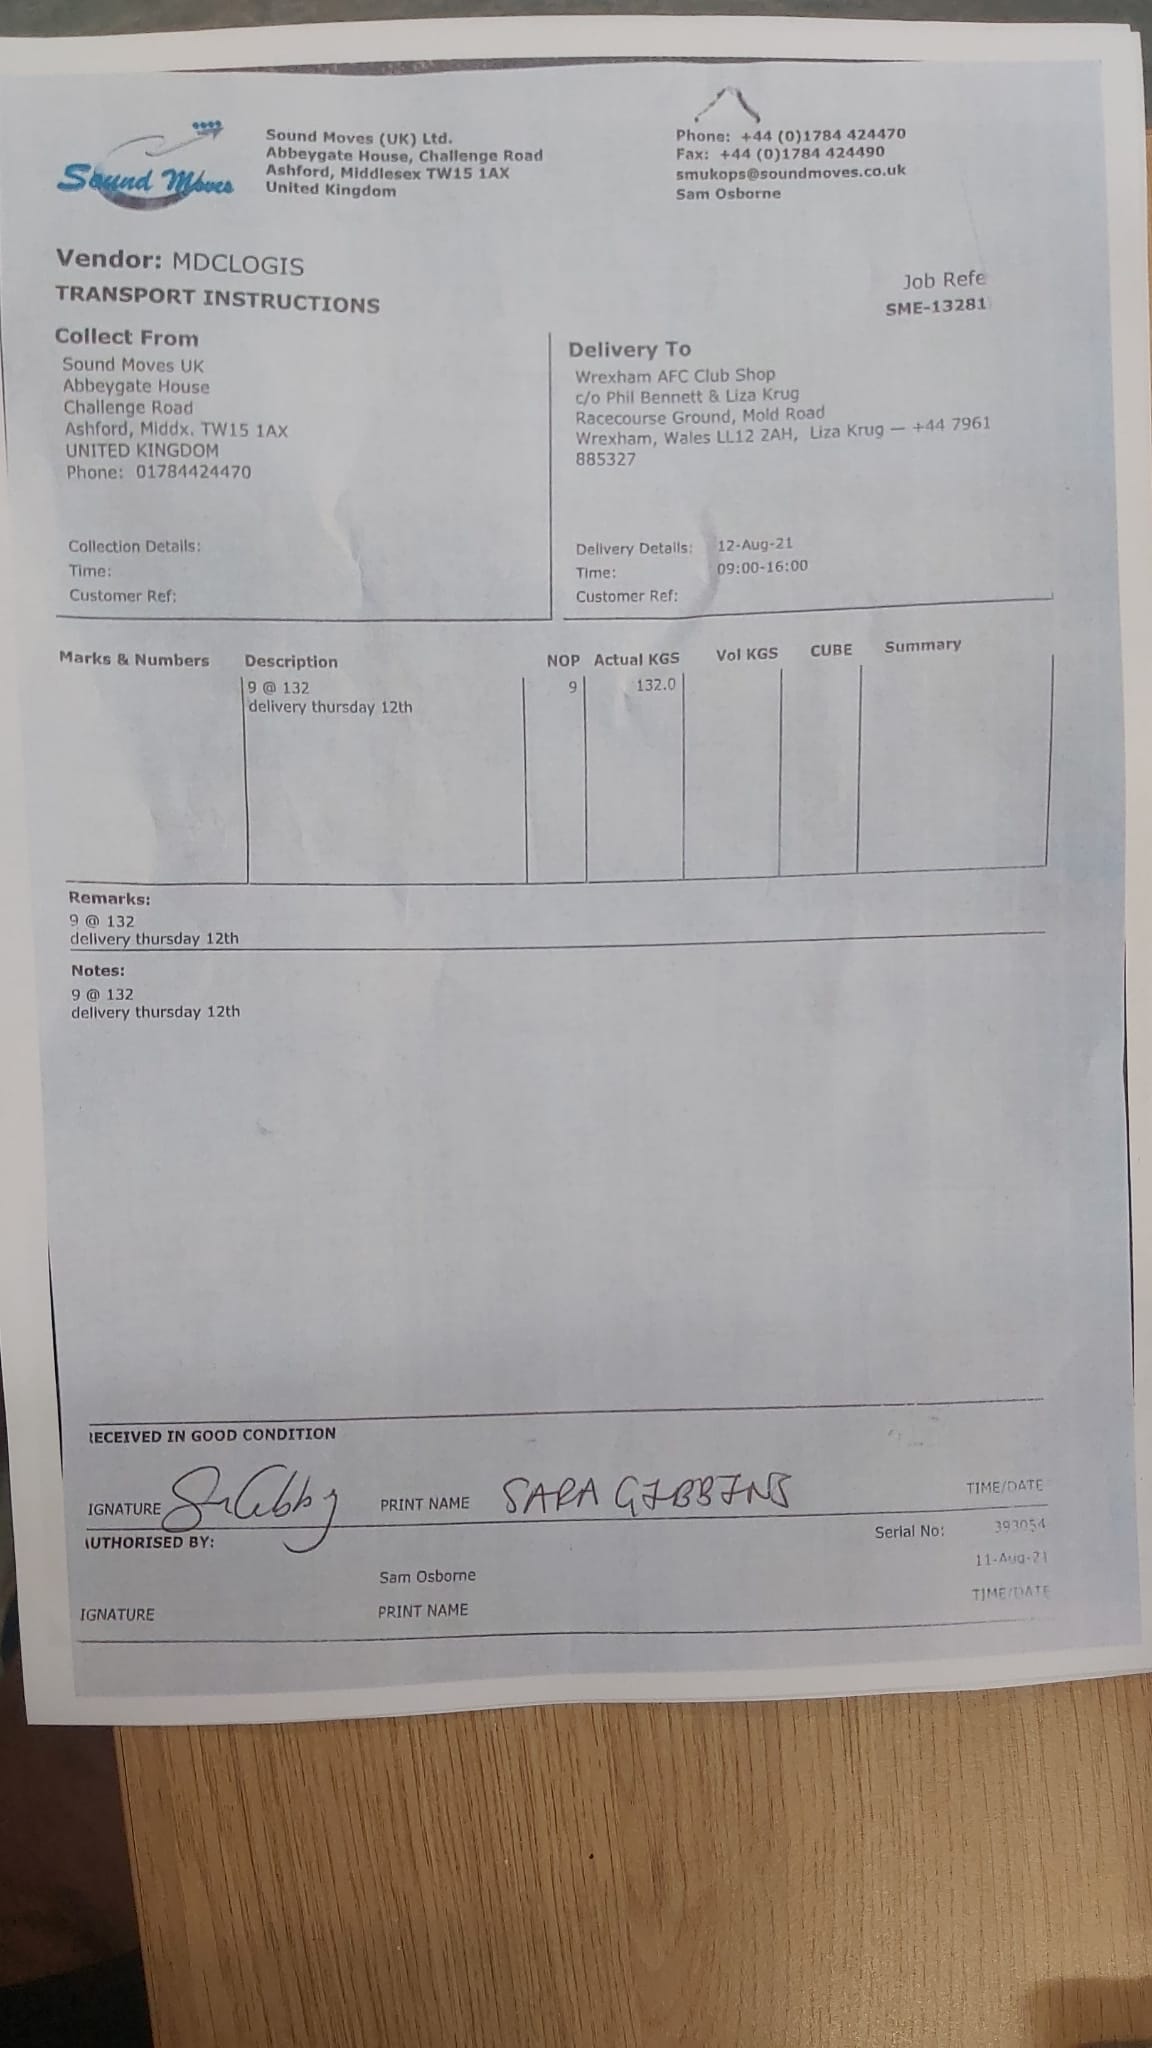 Sound Moves
Sound Moves (UK) Ltd.
Abbeygate House, Challenge Road
Ashford, Middlesex TW15 1AX
United Kingdom
Phone: +44 (0)1784 424470
Fax: +44 (0)1784 424490
smukops@soundmoves.co.uk
Sam Osborne
Vendor: MDCLOGIS
TRANSPORT INSTRUCTIONS
Job Refe
SME-13281
Collect From
Sound Moves UK
Abbeygate House
Challenge Road
Ashford, Middx. TW15 1AX
UNITED KINGDOM
Phone: 01784424470
Collection Details:
Time:
Customer Ref:
Delivery To
Wrexham AFC Club Shop
c/o Phil Bennett & Liza Krug
Racecourse Ground, Mold Road
Wrexham, Wales LL12 2AH, Liza Krug — +44 7961
885327
Delivery Details: 12-Aug-21
Time: 09:00-16:00
Customer Ref:
Marks & Numbers Description NOP Actual KGS Vol KGS CUBE Summary
9 @ 132 9 132.0
delivery thursday 12th
Remarks:
9 @ 132
delivery thursday 12th
Notes:
9 @ 132
delivery thursday 12th
RECEIVED IN GOOD CONDITION
IGNATURE PRINT NAME SARA GIBBINS TIME/DATE
AUTHORISED BY: Serial No: 393054
Sam Osborne 11-Aug-21
IGNATURE PRINT NAME TIME/DATE